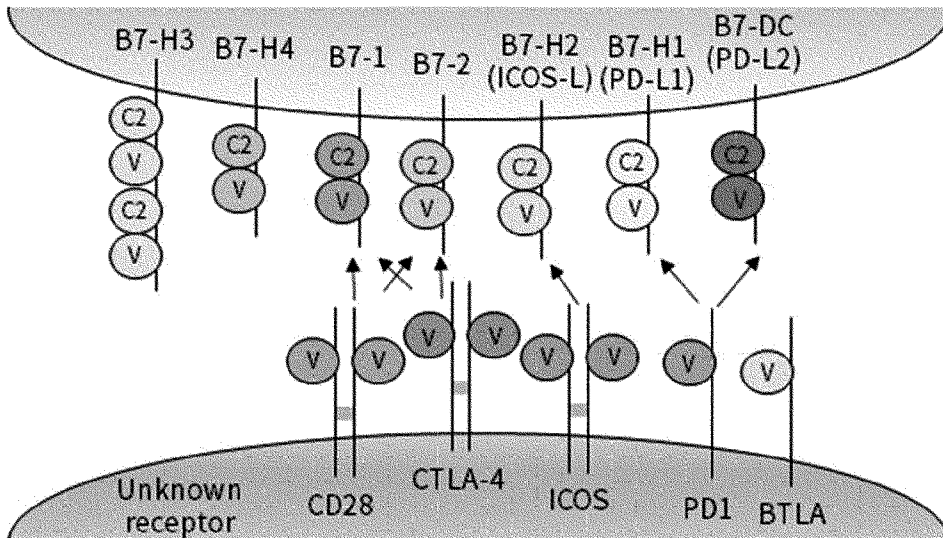 B7-H3
B7-H4
B7-1
B7-2
B7-H2
(ICOS-L)
B7-H1
(PD-L1)
B7-DC
(PD-L2)
C2
V
C2
V
C2
V
C2
V
C2
V
C2
V
C2
V
C2
V
V
V
V
V
V
V
V
V
Unknown
receptor
CD28
CTLA-4
ICOS
PD1
BTLA